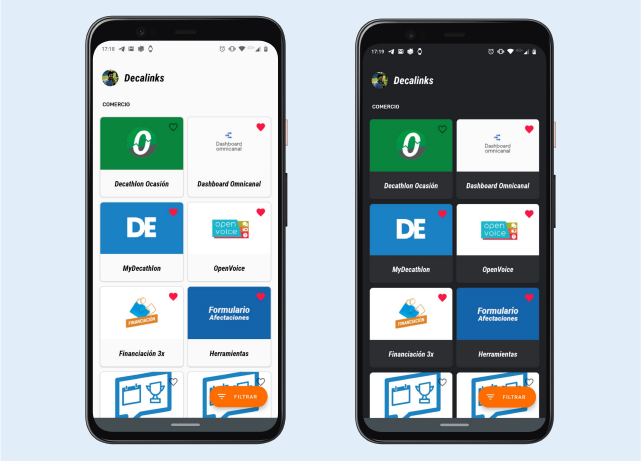 17:18
Decalinks
COMERCIO
Dashboard
omnicanal
Decathlon Ocasión
Dashboard Omnicanal
DE
open
voice
MyDecathlon
OpenVoice
FINANCIACIÓN
Formulario
Afectaciones
Financiación 3x
Herramientas
FILTRAR
17:19
Decalinks
COMERCIO
Dashboard
omnicanal
Decathlon Ocasión
Dashboard Omnicanal
DE
open
voice
MyDecathlon
OpenVoice
FINANCIACIÓN
Formulario
Afectaciones
Financiación 3x
Herramientas
FILTRAR